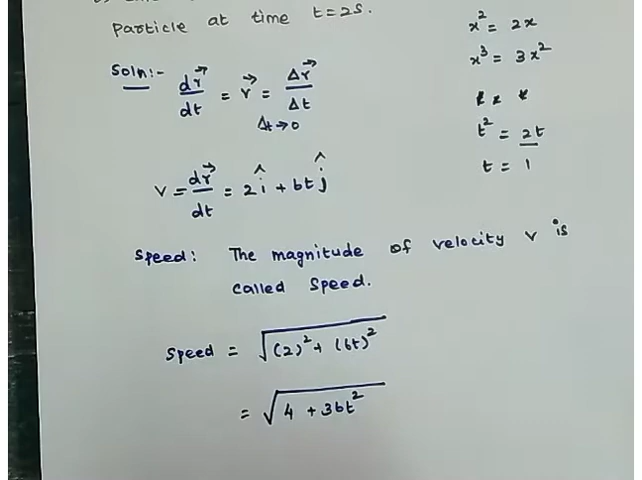 Particle at time t=2s.
Soln:- dr⃗/dt = v⃗ = Δr⃗/Δt
Δt→0
v = dr⃗/dt = 2î + 6tĵ
Speed: The magnitude of velocity v is
called Speed.
Speed = √(2)² + (6t)²
= √4 + 36t²
x² = 2x
x³ = 3x²
t² = 2t
t = 1